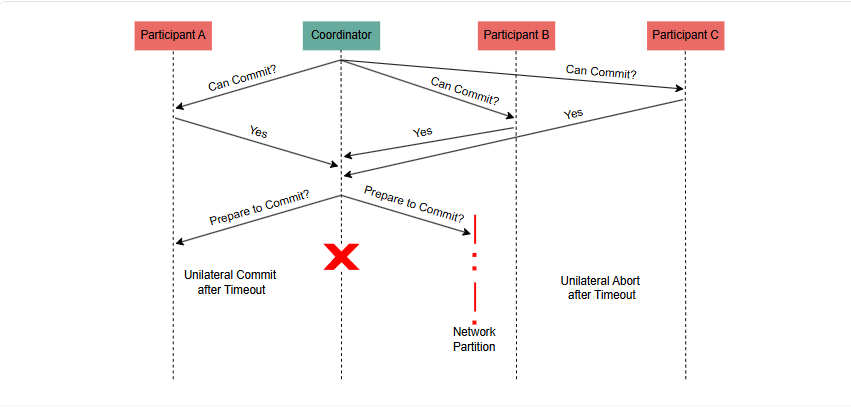 Participant A
Coordinator
Participant B
Participant C
Can Commit?
Can Commit?
Can Commit?
Yes
Yes
Yes
Prepare to Commit?
Prepare to Commit?
Unilateral Commit
after Timeout
Unilateral Abort
after Timeout
Network
Partition